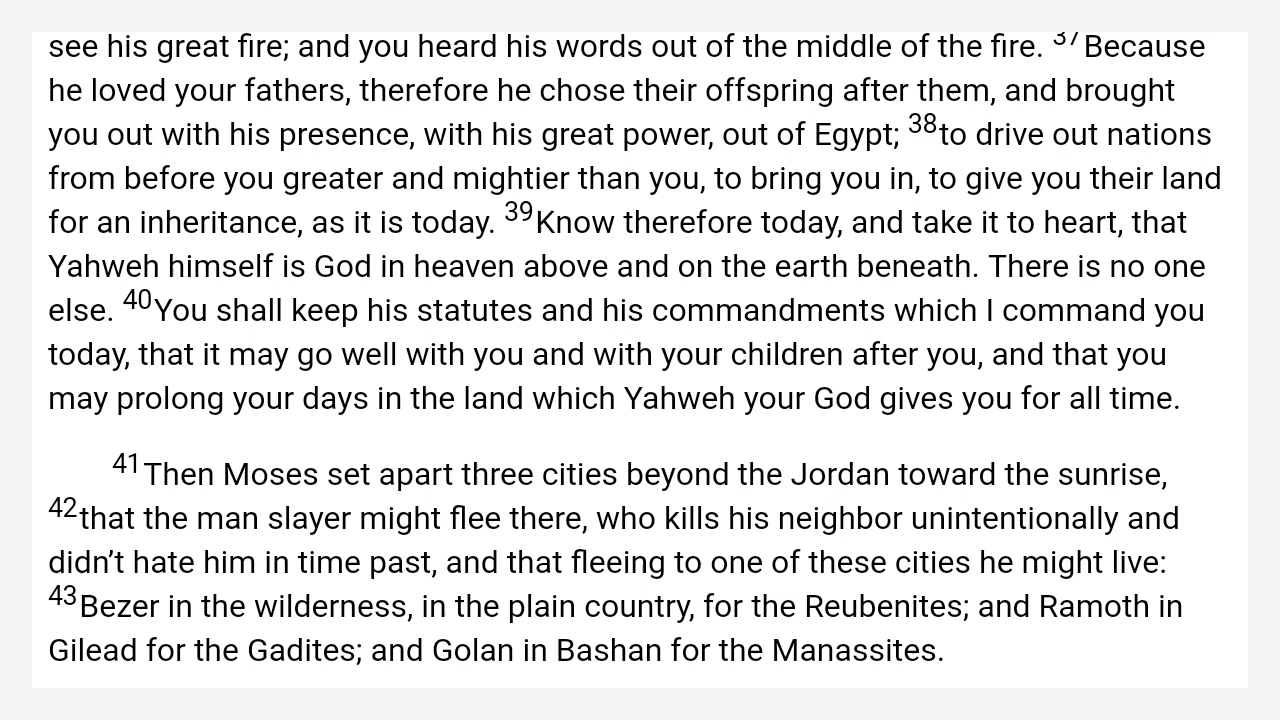 see his great fire; and you heard his words out of the middle of the fire. 37Because
he loved your fathers, therefore he chose their offspring after them, and brought
you out with his presence, with his great power, out of Egypt; 38to drive out nations
from before you greater and mightier than you, to bring you in, to give you their land
for an inheritance, as it is today. 39Know therefore today, and take it to heart, that
Yahweh himself is God in heaven above and on the earth beneath. There is no one
else. 40You shall keep his statutes and his commandments which I command you
today, that it may go well with you and with your children after you, and that you
may prolong your days in the land which Yahweh your God gives you for all time.
41Then Moses set apart three cities beyond the Jordan toward the sunrise,
42that the man slayer might flee there, who kills his neighbor unintentionally and
didn’t hate him in time past, and that fleeing to one of these cities he might live:
43Bezer in the wilderness, in the plain country, for the Reubenites; and Ramoth in
Gilead for the Gadites; and Golan in Bashan for the Manassites.